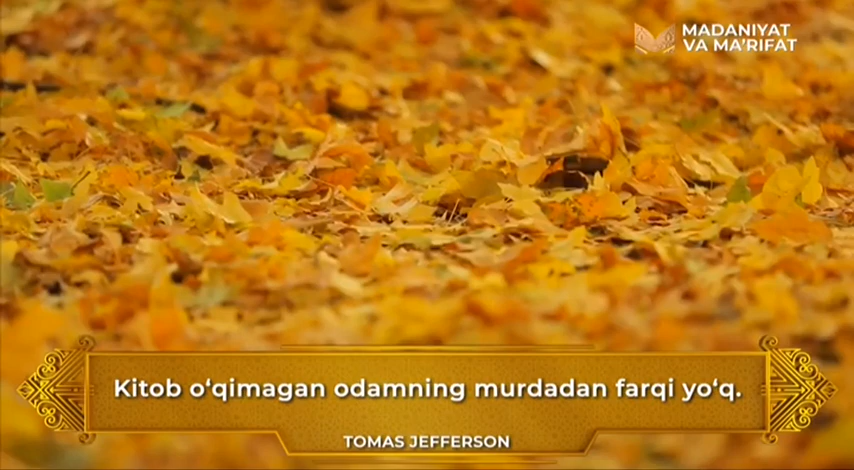 MADANIYAT
VA MA'RIFAT
Kitob o‘qimagan odamning murdadan farqi yo‘q.
TOMAS JEFFERSON